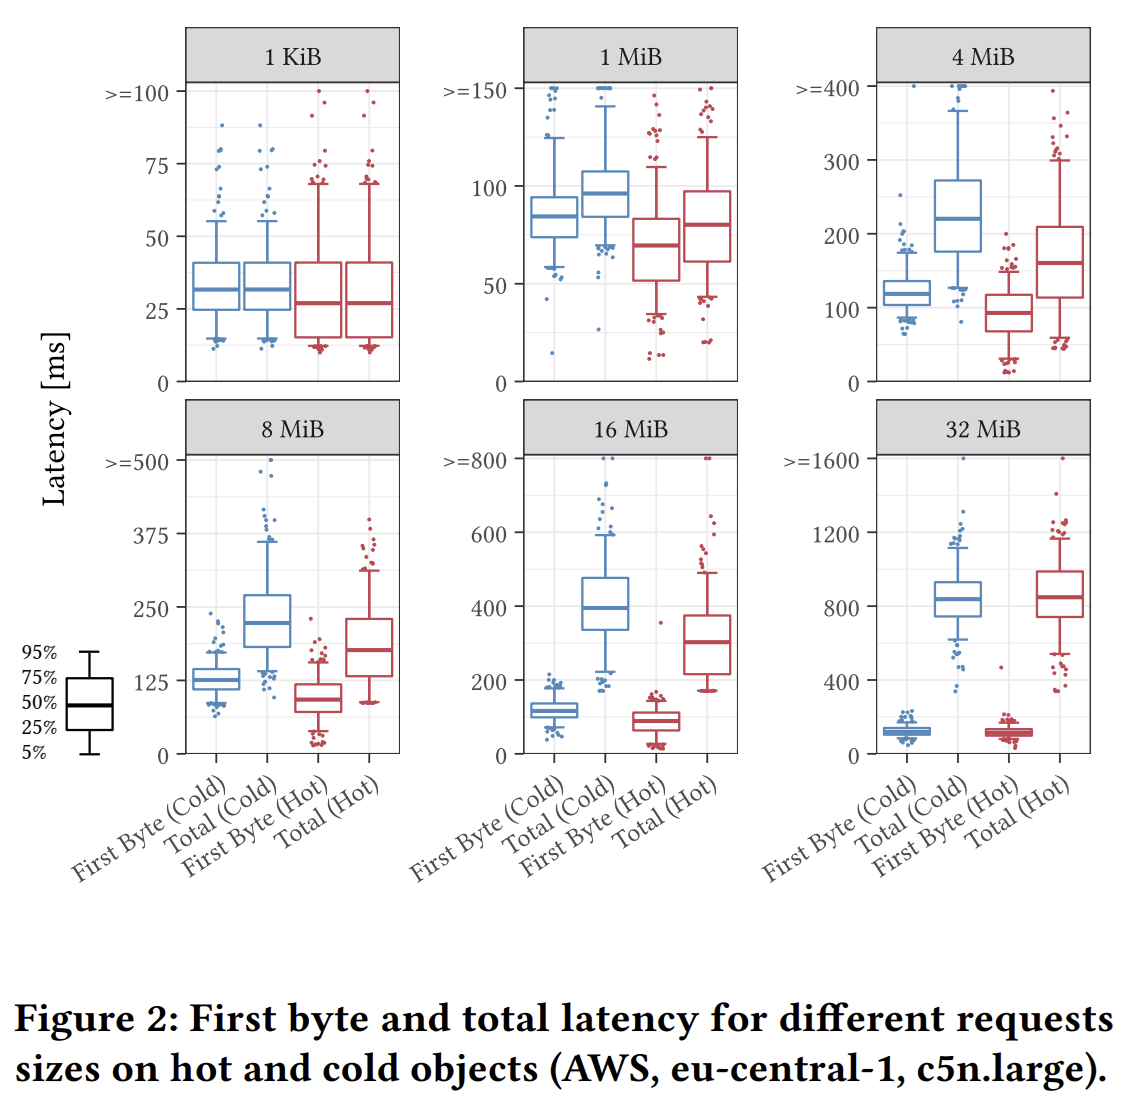 1 KiB
1 MiB
4 MiB
>=100
75
50
25
0
>=150
100
50
0
>=400
300
200
100
0
Latency [ms]
8 MiB
16 MiB
32 MiB
>=500
375
250
125
0
>=800
600
400
200
0
>=1600
1200
800
400
0
95%
75%
50%
25%
5%
First Byte (Cold)
Total (Cold)
First Byte (Hot)
Total (Hot)
First Byte (Cold)
Total (Cold)
First Byte (Hot)
Total (Hot)
First Byte (Cold)
Total (Cold)
First Byte (Hot)
Total (Hot)
Figure 2: First byte and total latency for different requests
sizes on hot and cold objects (AWS, eu-central-1, c5n.large).